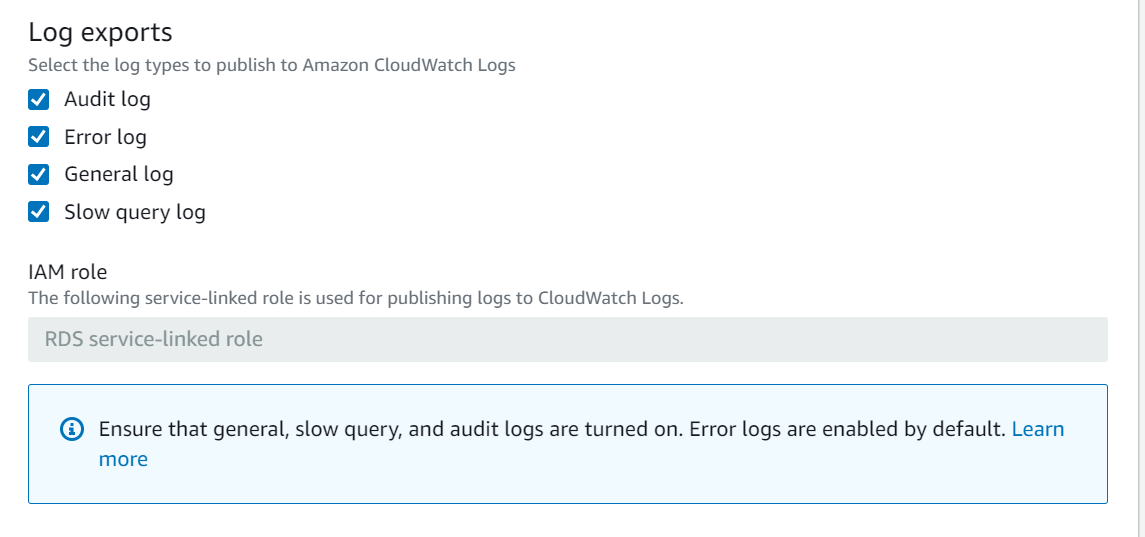 Log exports
Select the log types to publish to Amazon CloudWatch Logs
Audit log
Error log
General log
Slow query log
IAM role
The following service-linked role is used for publishing logs to CloudWatch Logs.
RDS service-linked role
Ensure that general, slow query, and audit logs are turned on. Error logs are enabled by default. Learn
more